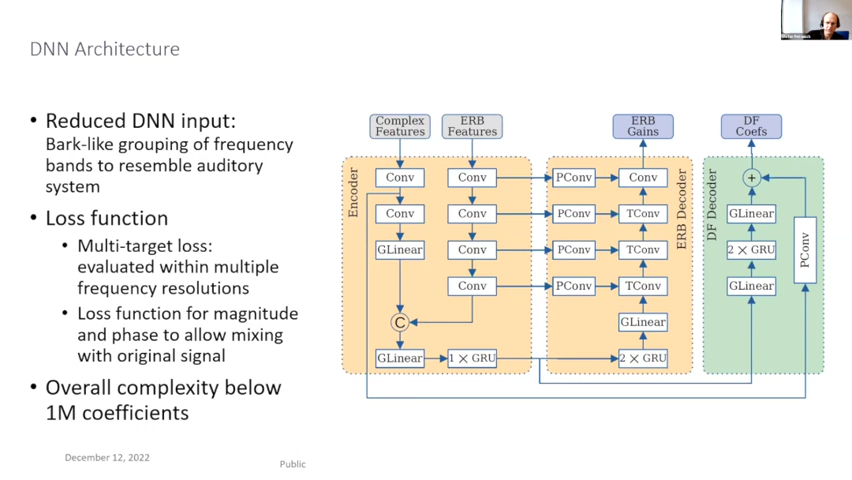 DNN Architecture
• Reduced DNN input:
Bark-like grouping of frequency
bands to resemble auditory
system
• Loss function
• Multi-target loss:
evaluated within multiple
frequency resolutions
• Loss function for magnitude
and phase to allow mixing
with original signal
• Overall complexity below
1M coefficients
Complex
Features
ERB
Features
ERB
Gains
DF
Coefs
Encoder
Conv
Conv
GLinear
C
GLinear
Conv
Conv
Conv
Conv
1 × GRU
PConv
PConv
PConv
PConv
Conv
TConv
TConv
TConv
GLinear
2 × GRU
ERB Decoder
DF Decoder
+
GLinear
2 × GRU
GLinear
PConv
December 12, 2022
Public